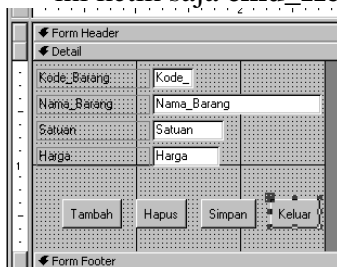 Form Header
Detail
Kode_Barang Kode_
Nama_Barang Nama_Barang
Satuan Satuan
Harga Harga
Tambah Hapus Simpan Keluar
Form Footer